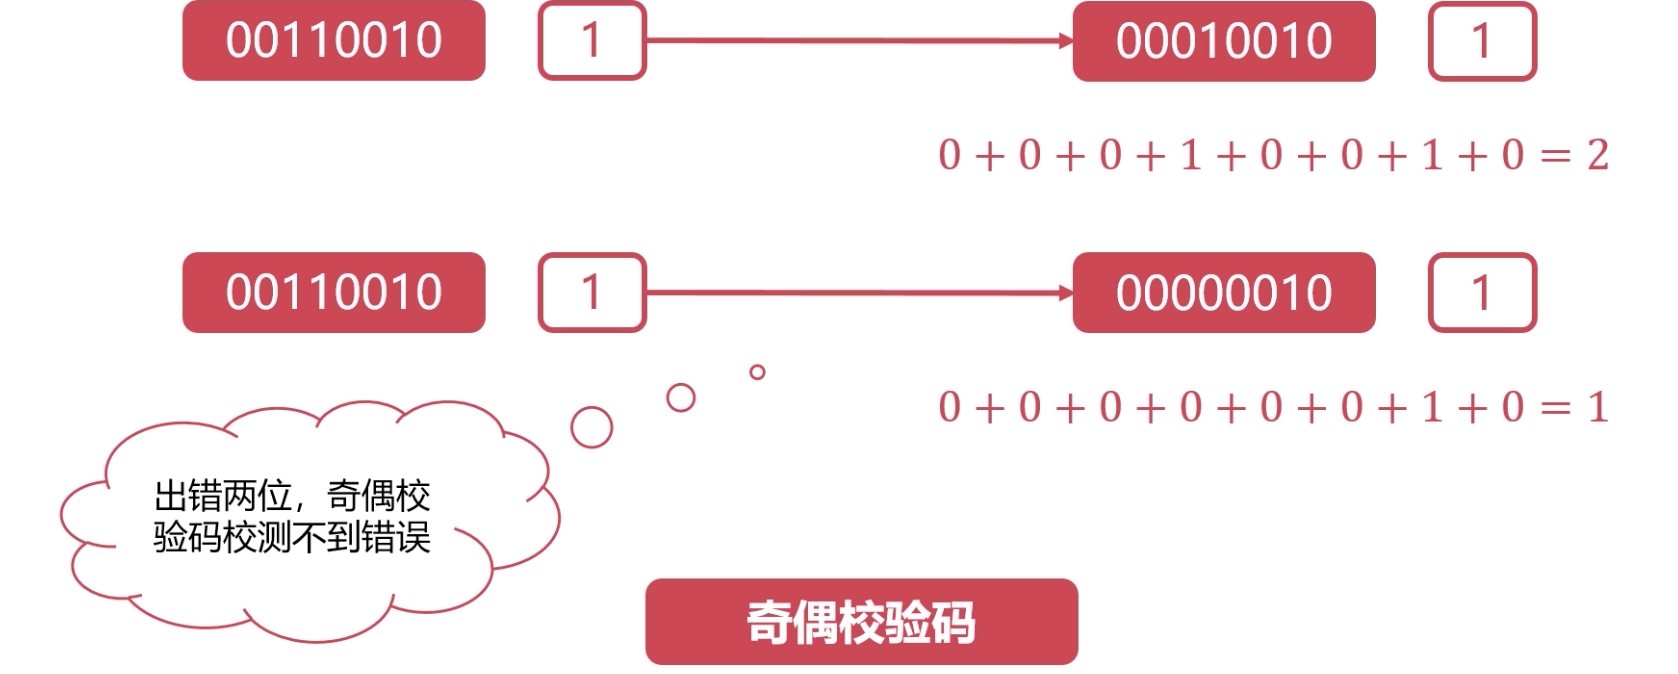 00110010 1 00010010 1
0 + 0 + 0 + 1 + 0 + 0 + 1 + 0 = 2
00110010 1 00000010 1
0 + 0 + 0 + 0 + 0 + 0 + 1 + 0 = 1
出错两位，奇偶校
验码校测不到错误
奇偶校验码